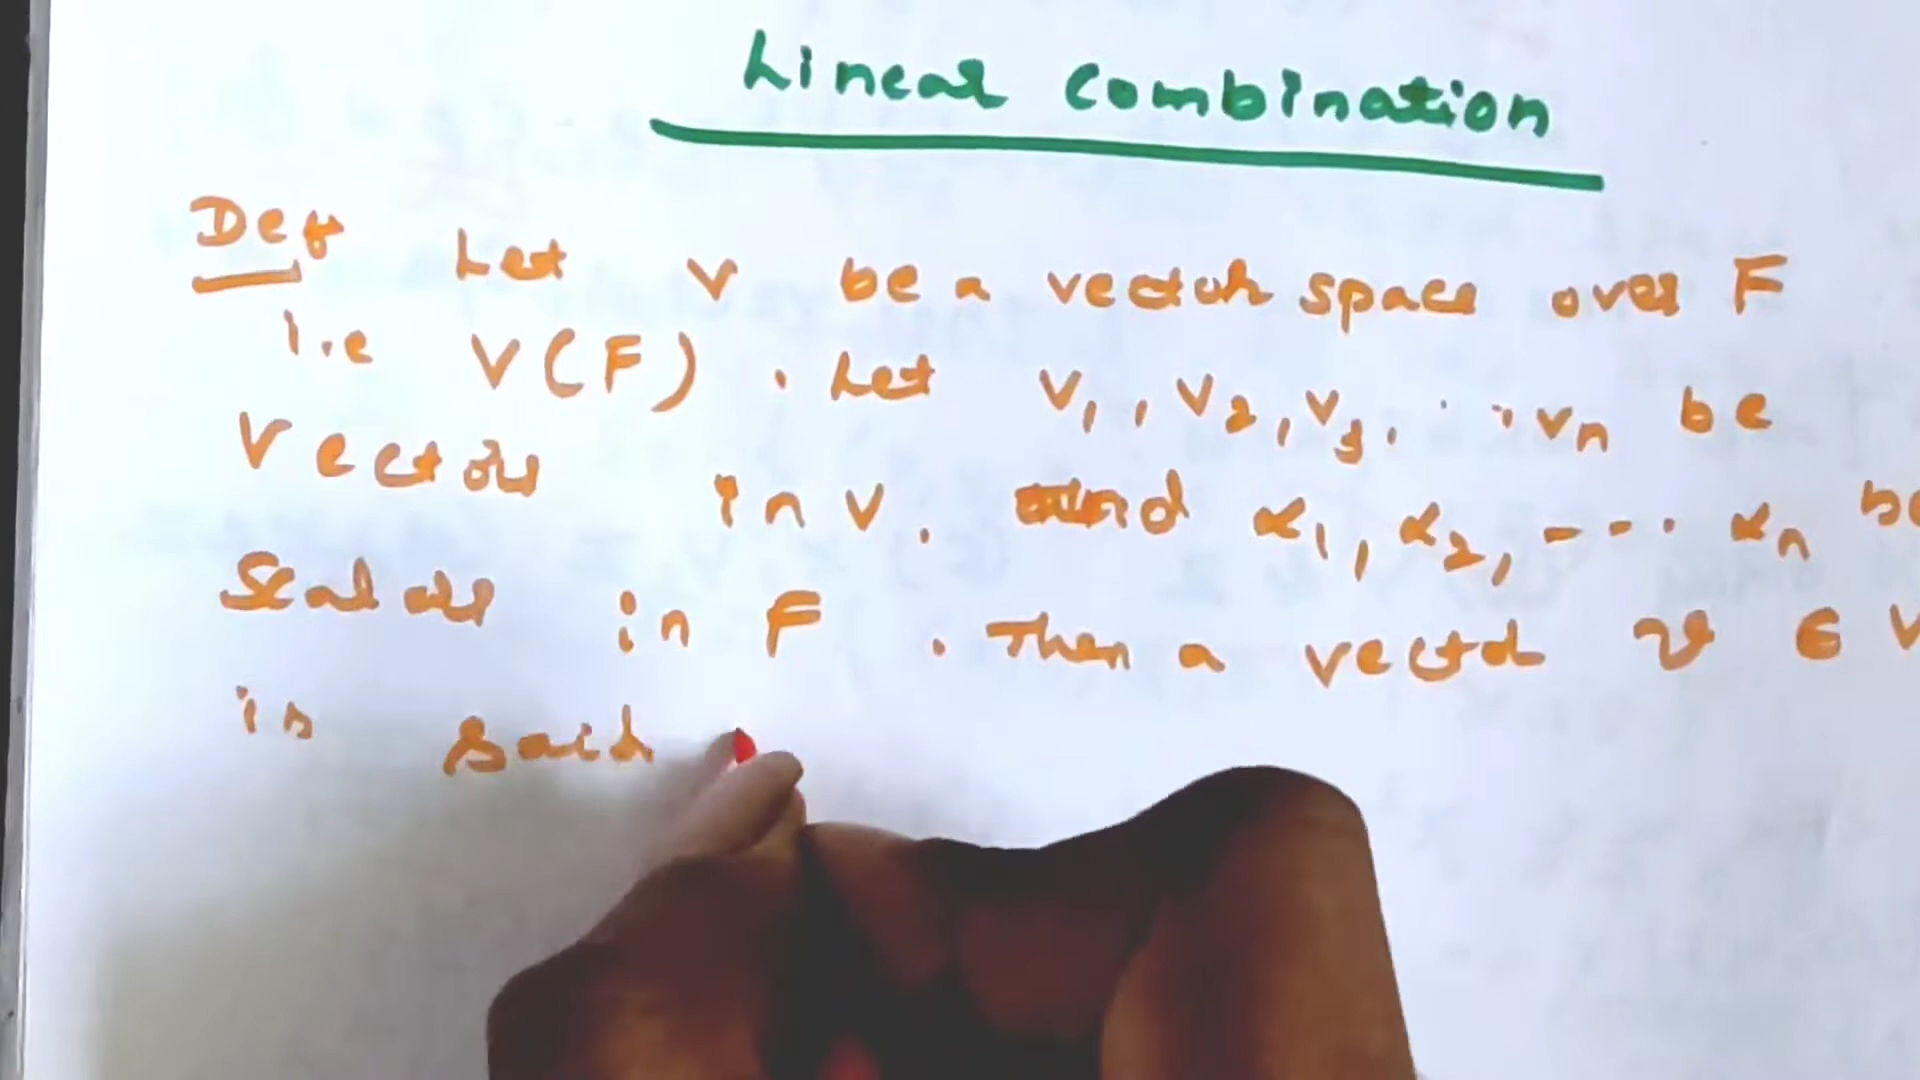 Linear Combination
Def Let V be a vector space over F
i.e V(F). Let v1, v2, v3, . . vn be
Vectors in V. and α1, α2, --- αn be
Scalars in F. Then a vector v ∈ V
is said